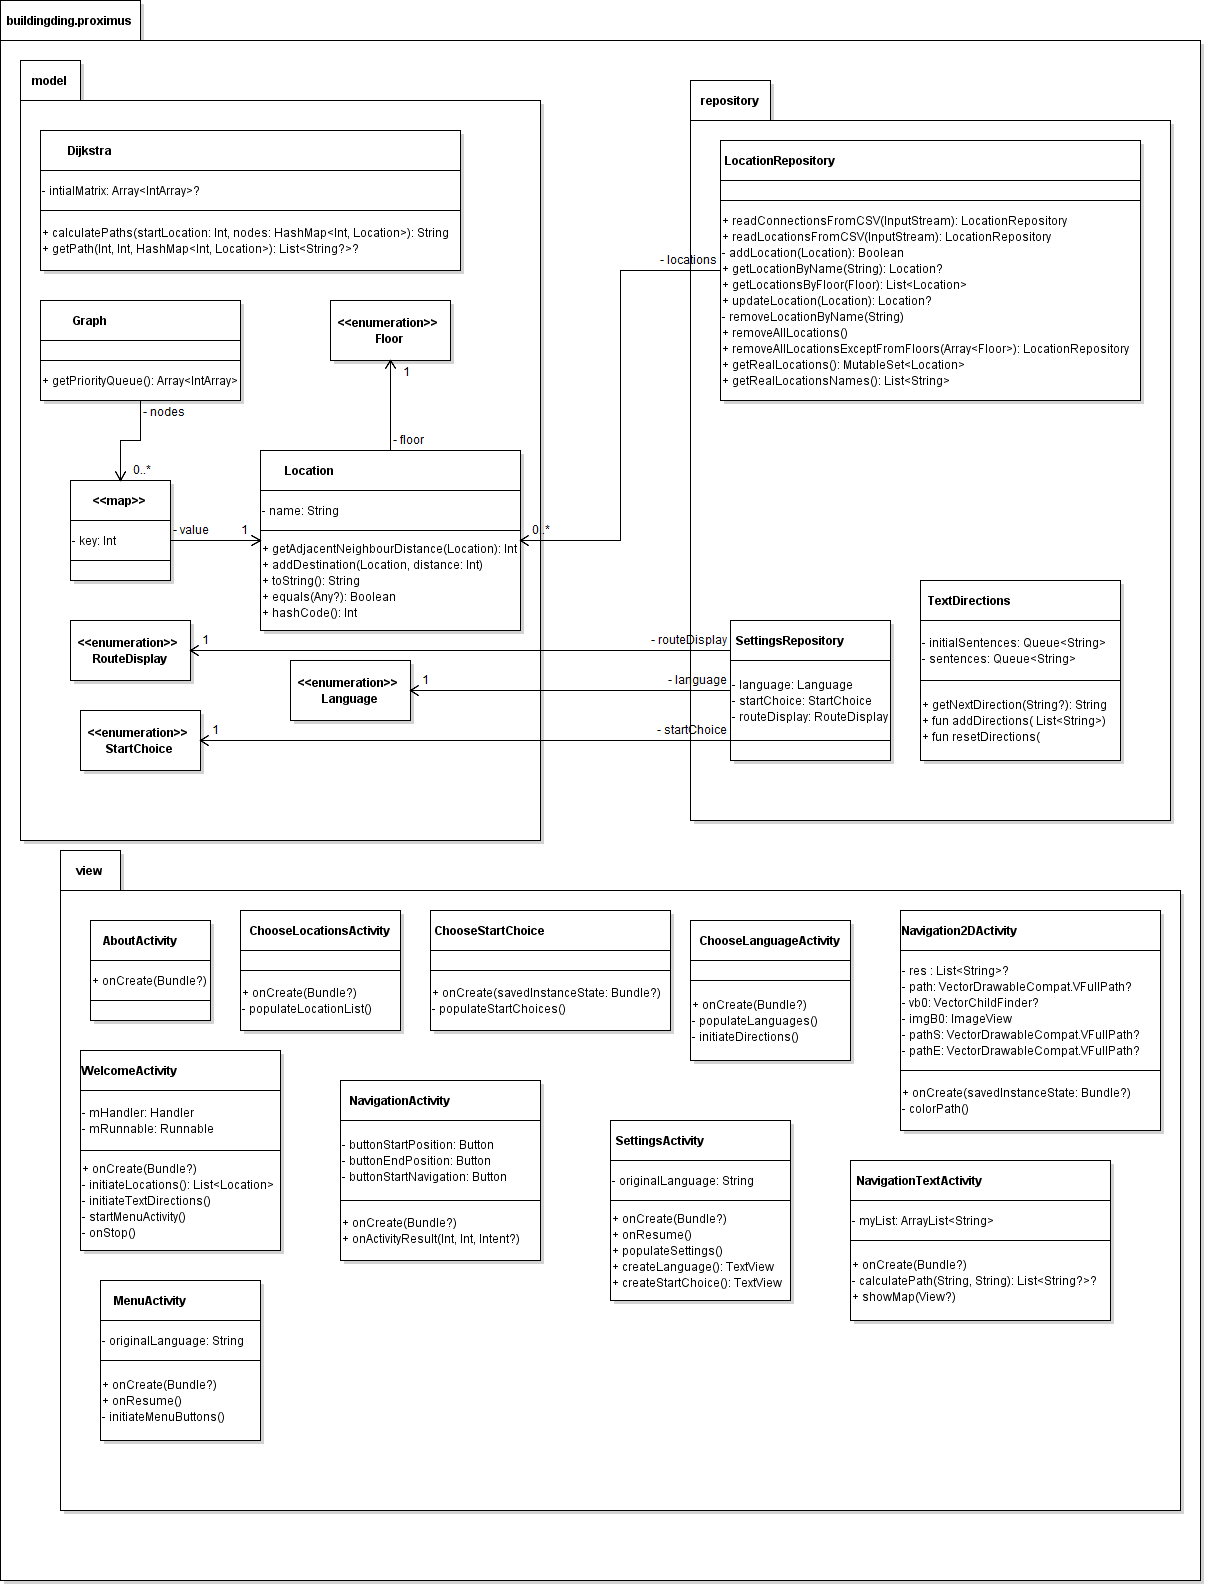 buildingding.proximus
model
Dijkstra
- intialMatrix: Array<IntArray>?
+ calculatePaths(startLocation: Int, nodes: HashMap<Int, Location>): String
+ getPath(Int, Int, HashMap<Int, Location>): List<String?>?
Graph
+ getPriorityQueue(): Array<IntArray>
- nodes
0..*
<<enumeration>>
Floor
1
- floor
<<map>>
- key: Int
- value
1
Location
- name: String
+ getAdjacentNeighbourDistance(Location): Int
+ addDestination(Location, distance: Int)
+ toString(): String
+ equals(Any?): Boolean
+ hashCode(): Int
<<enumeration>>
RouteDisplay
1
<<enumeration>>
Language
1
<<enumeration>>
StartChoice
1
repository
LocationRepository
+ readConnectionsFromCSV(InputStream): LocationRepository
+ readLocationsFromCSV(InputStream): LocationRepository
- addLocation(Location): Boolean
+ getLocationByName(String): Location?
+ getLocationsByFloor(Floor): List<Location>
+ updateLocation(Location): Location?
- removeLocationByName(String)
+ removeAllLocations()
+ removeAllLocationsExceptFromFloors(Array<Floor>): LocationRepository
+ getRealLocations(): MutableSet<Location>
+ getRealLocationsNames(): List<String>
- locations
0..*
- routeDisplay
- language
- startChoice
SettingsRepository
- language: Language
- startChoice: StartChoice
- routeDisplay: RouteDisplay
TextDirections
- initialSentences: Queue<String>
- sentences: Queue<String>
+ getNextDirection(String?): String
+ fun addDirections( List<String>)
+ fun resetDirections(
view
AboutActivity
+ onCreate(Bundle?)
ChooseLocationsActivity
+ onCreate(Bundle?)
- populateLocationList()
ChooseStartChoice
+ onCreate(savedInstanceState: Bundle?)
- populateStartChoices()
ChooseLanguageActivity
+ onCreate(Bundle?)
- populateLanguages()
- initiateDirections()
Navigation2DActivity
- res : List<String>?
- path: VectorDrawableCompat.VFullPath?
- vb0: VectorChildFinder?
- imgB0: ImageView
- pathS: VectorDrawableCompat.VFullPath?
- pathE: VectorDrawableCompat.VFullPath?
+ onCreate(savedInstanceState: Bundle?)
- colorPath()
WelcomeActivity
- mHandler: Handler
- mRunnable: Runnable
+ onCreate(Bundle?)
- initiateLocations(): List<Location>
- initiateTextDirections()
- startMenuActivity()
- onStop()
NavigationActivity
- buttonStartPosition: Button
- buttonEndPosition: Button
- buttonStartNavigation: Button
+ onCreate(Bundle?)
+ onActivityResult(Int, Int, Intent?)
SettingsActivity
- originalLanguage: String
+ onCreate(Bundle?)
+ onResume()
+ populateSettings()
+ createLanguage(): TextView
+ createStartChoice(): TextView
NavigationTextActivity
- myList: ArrayList<String>
+ onCreate(Bundle?)
- calculatePath(String, String): List<String?>?
+ showMap(View?)
MenuActivity
- originalLanguage: String
+ onCreate(Bundle?)
+ onResume()
- initiateMenuButtons()